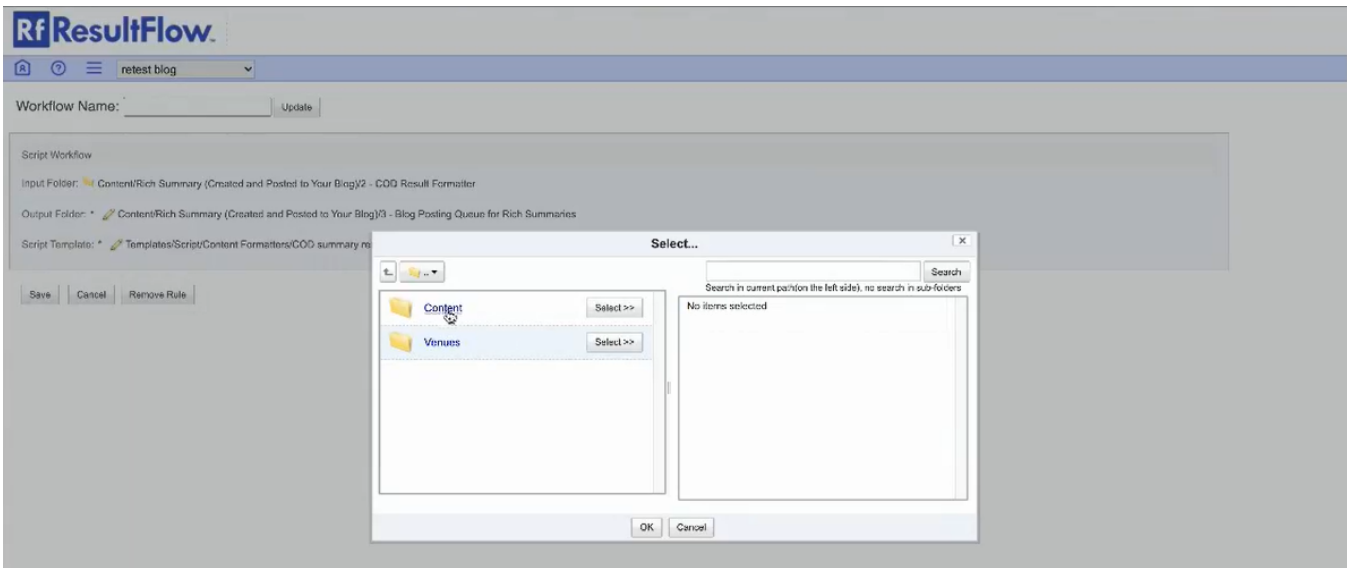 Rf ResultFlow.
retest blog
Workflow Name: Update
Script Workflow
Input Folder: Content/Rich Summary (Created and Posted to Your Blog)/2 - COD Result Formatter
Output Folder: * Content/Rich Summary (Created and Posted to Your Blog)/3 - Blog Posting Queue for Rich Summaries
Script Template: * Templates/Script/Content Formatters/COD summary
Save Cancel Remove Rule
Select...
..
Search
Search in current path(on the left side), no search in sub-folders
Content Select >>
Venues Select >>
No items selected
OK Cancel